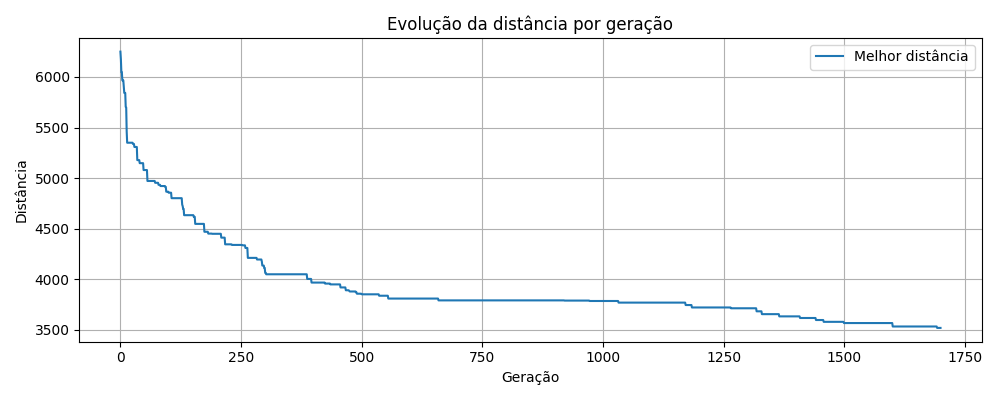 Evolução da distância por geração
Melhor distância
Distância
6000
5500
5000
4500
4000
3500
0 250 500 750 1000 1250 1500 1750
Geração